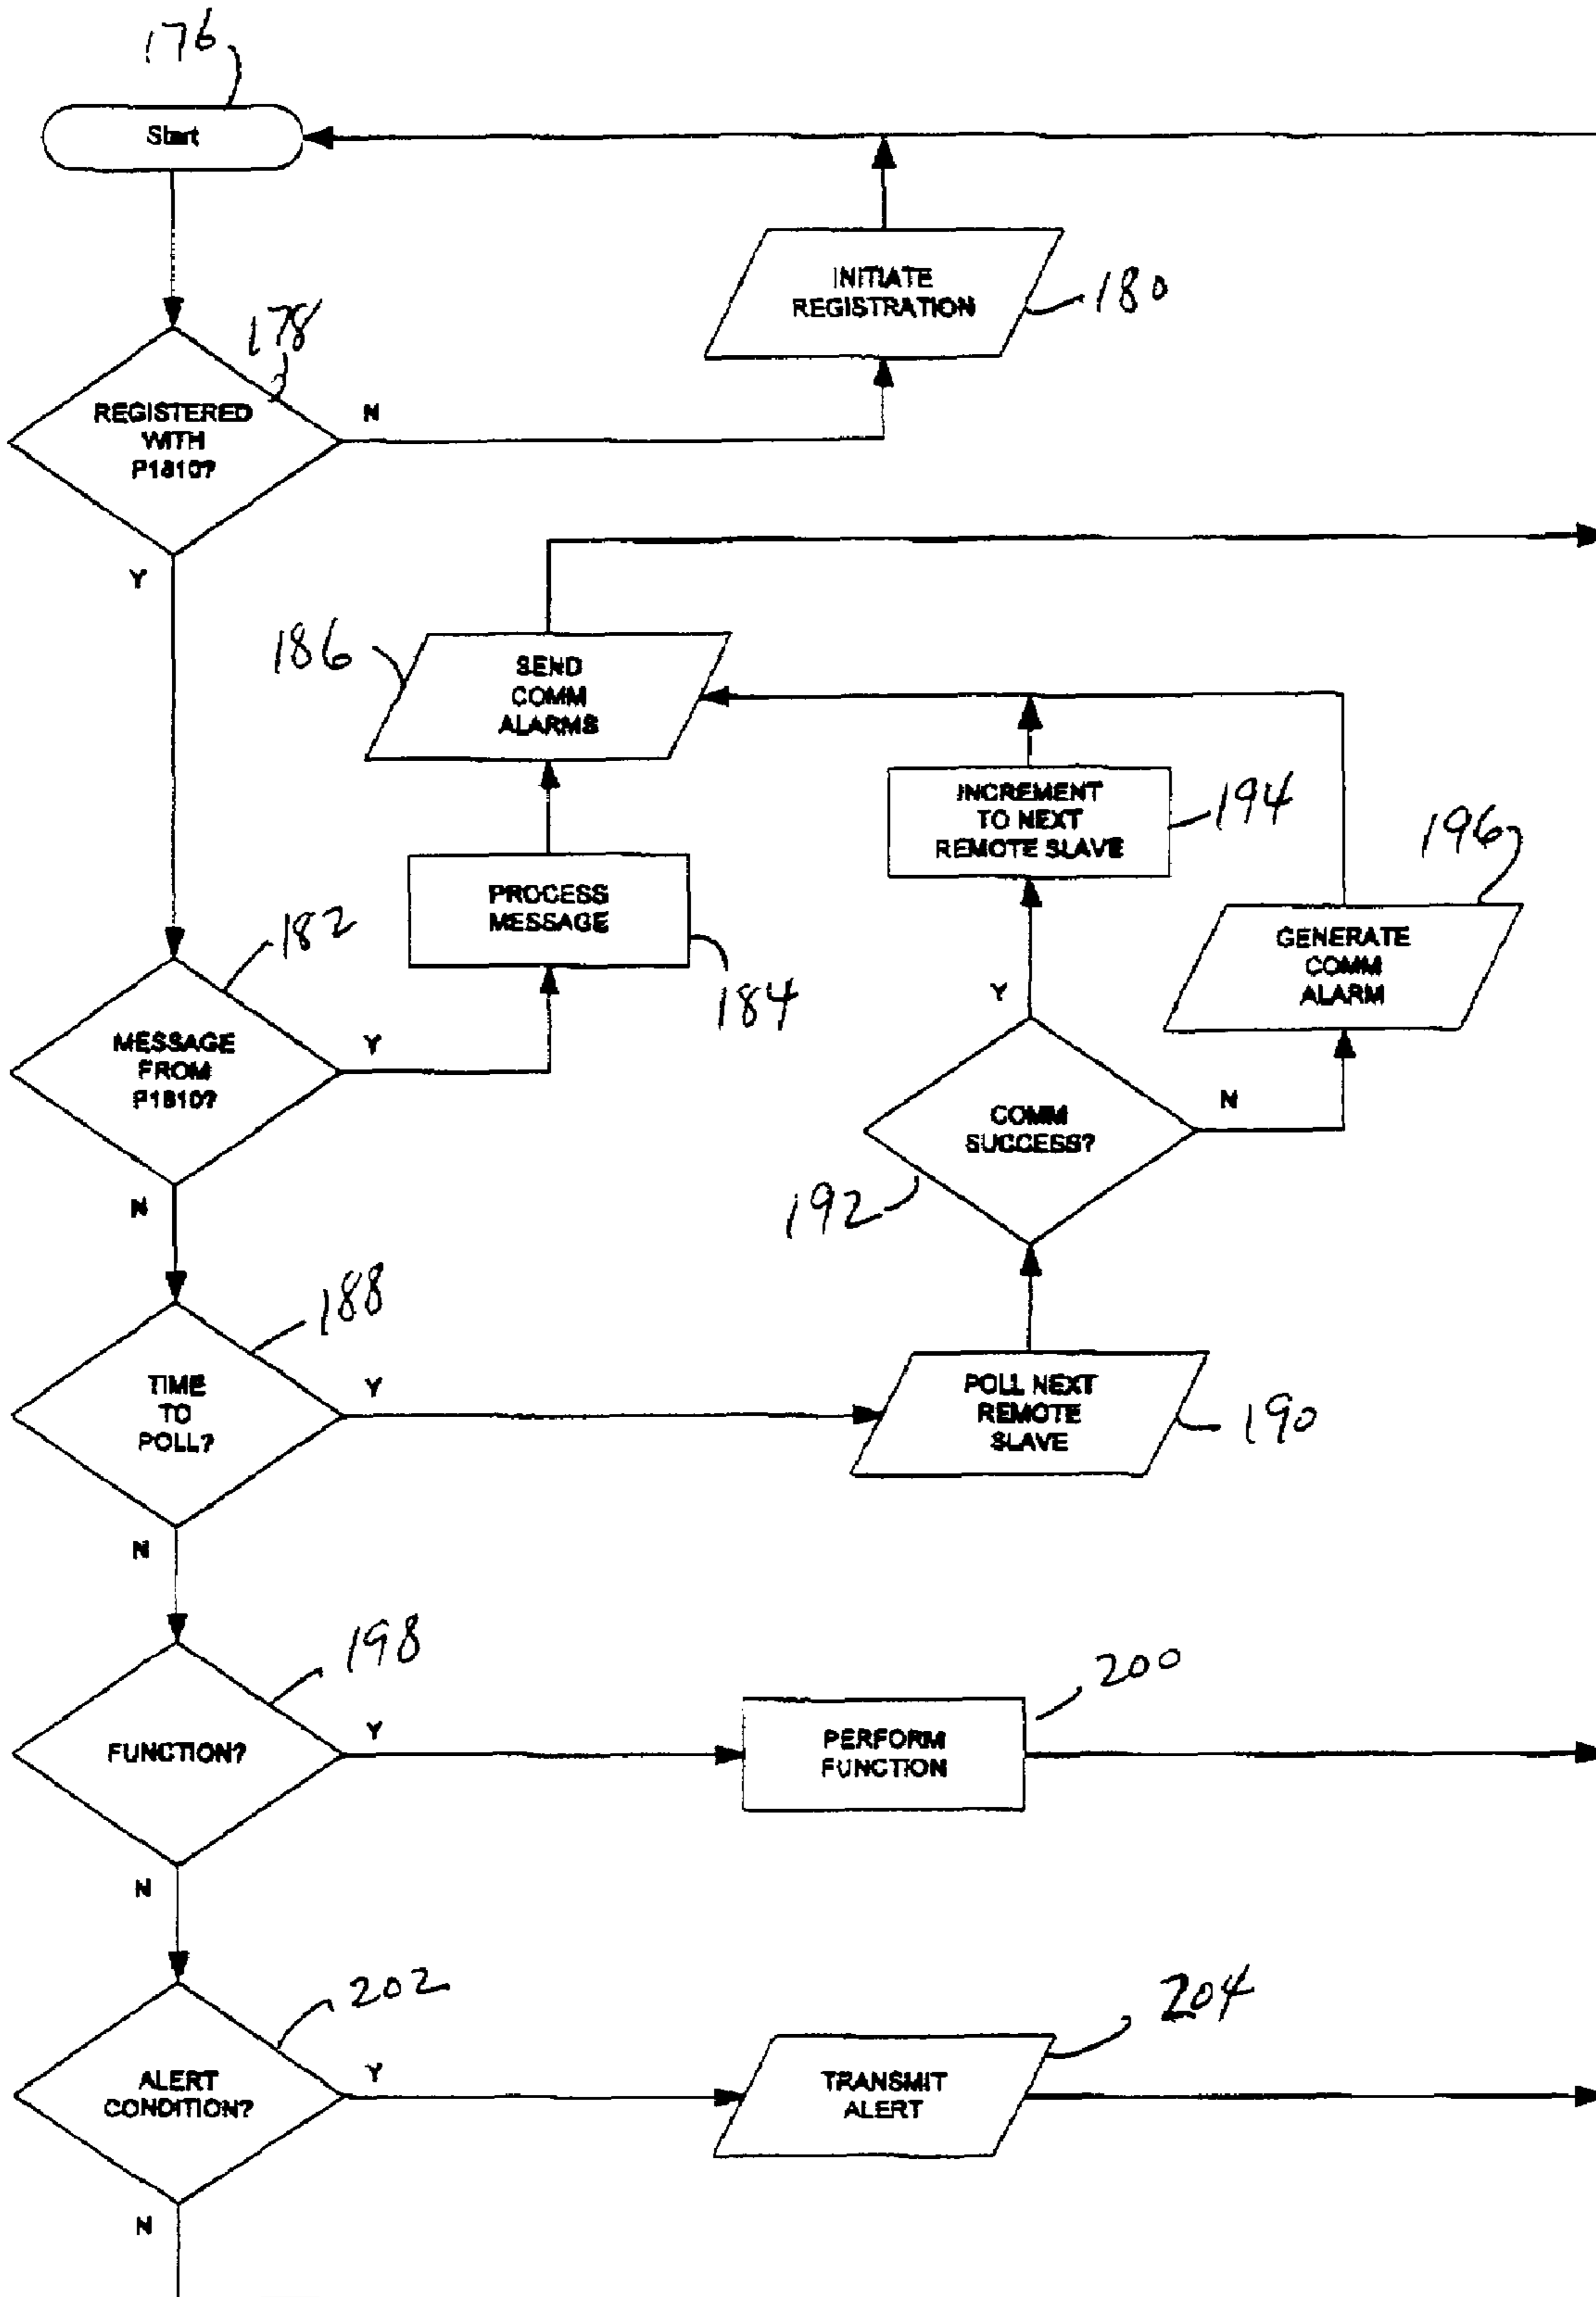 176
Start
INITIATE
REGISTRATION
180
178
REGISTERED
WITH
P1810?
N
Y
186
SEND
COMM
ALARMS
INCREMENT
TO NEXT
REMOTE SLAVE
194
196
PROCESS
MESSAGE
184
GENERATE
COMM
ALARM
182
MESSAGE
FROM
P1810?
Y
N
Y
COMM
SUCCESS?
N
192
188
TIME
TO
POLL?
Y
N
POLL NEXT
REMOTE
SLAVE
190
198
FUNCTION?
Y
N
PERFORM
FUNCTION
200
202
ALERT
CONDITION?
Y
N
TRANSMIT
ALERT
204